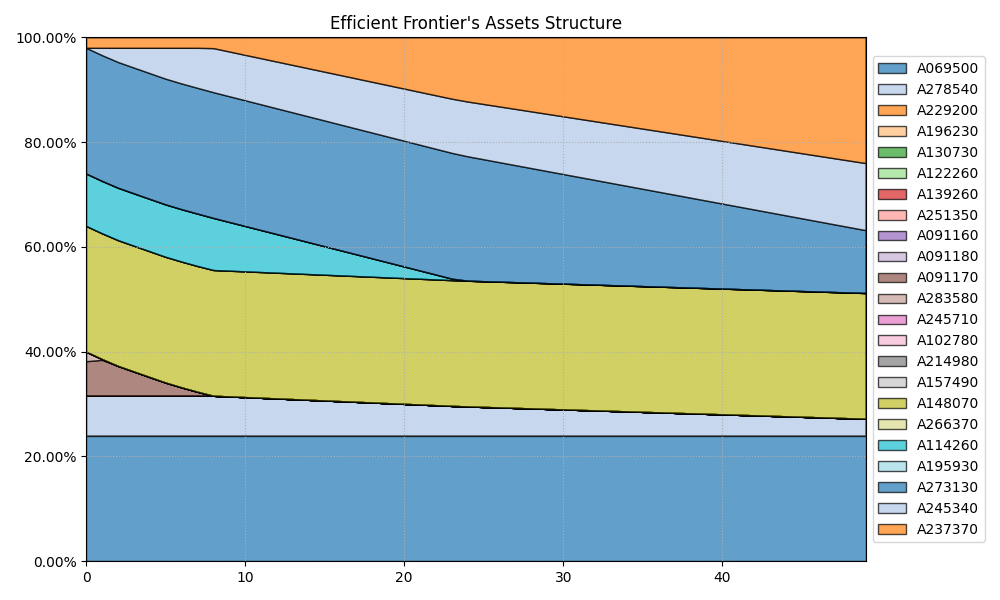 Efficient Frontier's Assets Structure
100.00%
80.00%
60.00%
40.00%
20.00%
0.00%
0
10
20
30
40
A069500
A278540
A229200
A196230
A130730
A122260
A139260
A251350
A091160
A091180
A091170
A283580
A245710
A102780
A214980
A157490
A148070
A266370
A114260
A195930
A273130
A245340
A237370